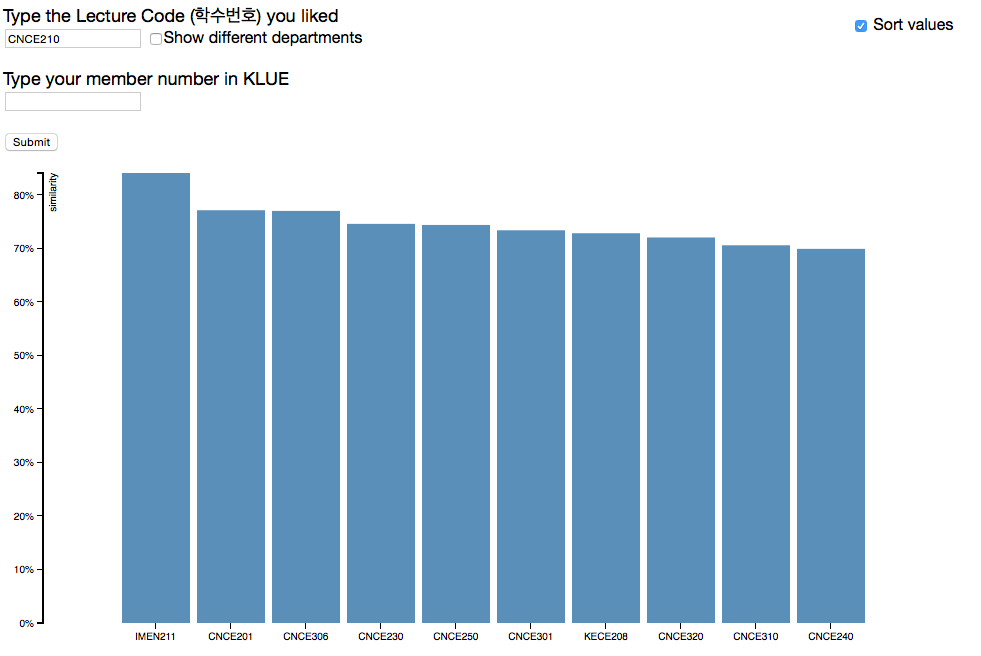 Type the Lecture Code (학수번호) you liked
Sort values
CNCE210
Show different departments
Type your member number in KLUE
Submit
similarity
80%
70%
60%
50%
40%
30%
20%
10%
0%
IMEN211 CNCE201 CNCE306 CNCE230 CNCE250 CNCE301 KECE208 CNCE320 CNCE310 CNCE240